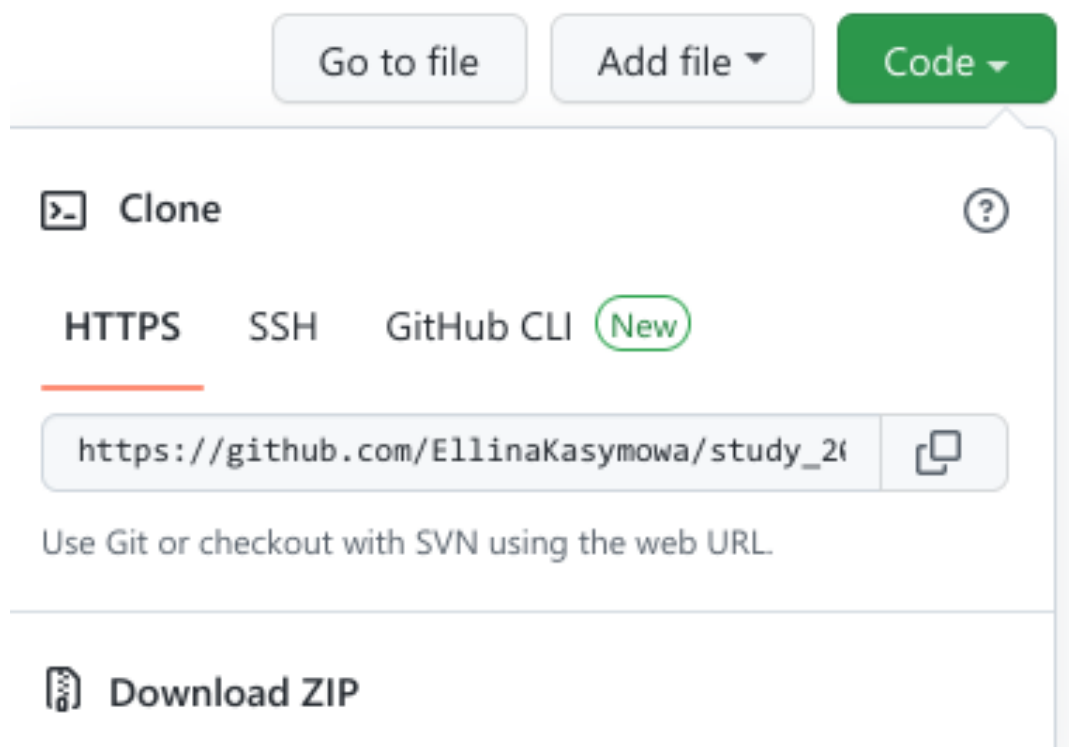 Go to file Add file Code
Clone
HTTPS SSH GitHub CLI New
https://github.com/EllinaKasymowa/study_2
Use Git or checkout with SVN using the web URL.
Download ZIP